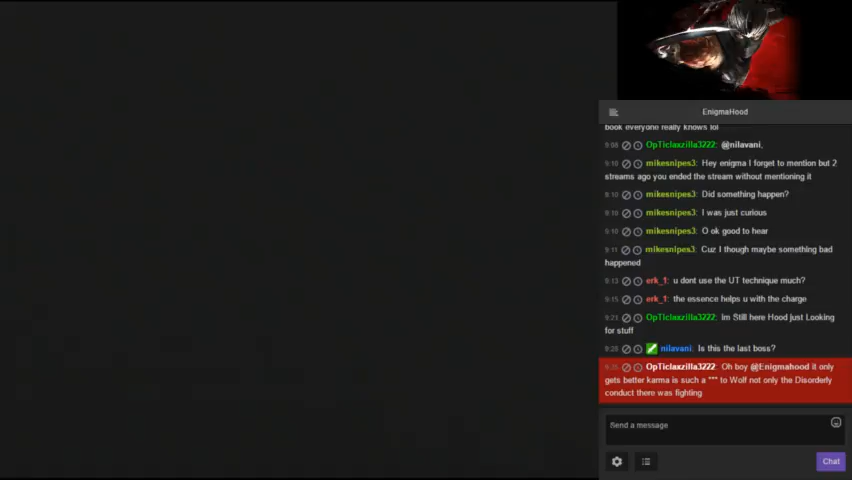 EnigmaHood
book everyone really knows lol
9:08 OpTiclaxzilla3222: @nilavani,
9:10 mikesnipes3: Hey enigma I forget to mention but 2
streams ago you ended the stream without mentioning it
9:10 mikesnipes3: Did something happen?
9:10 mikesnipes3: I was just curious
9:10 mikesnipes3: O ok good to hear
9:11 mikesnipes3: Cuz I though maybe something bad
happened
9:13 erk_1: u dont use the UT technique much?
9:15 erk_1: the essence helps u with the charge
9:21 OpTiclaxzilla3222: Im Still here Hood just Looking
for stuff
9:28 nilavani: Is this the last boss?
OpTiclaxzilla3222: Oh boy @Enigmahood it only
gets better karma is such a *** to Wolf not only the Disorderly
conduct there was fighting
Send a message
Chat